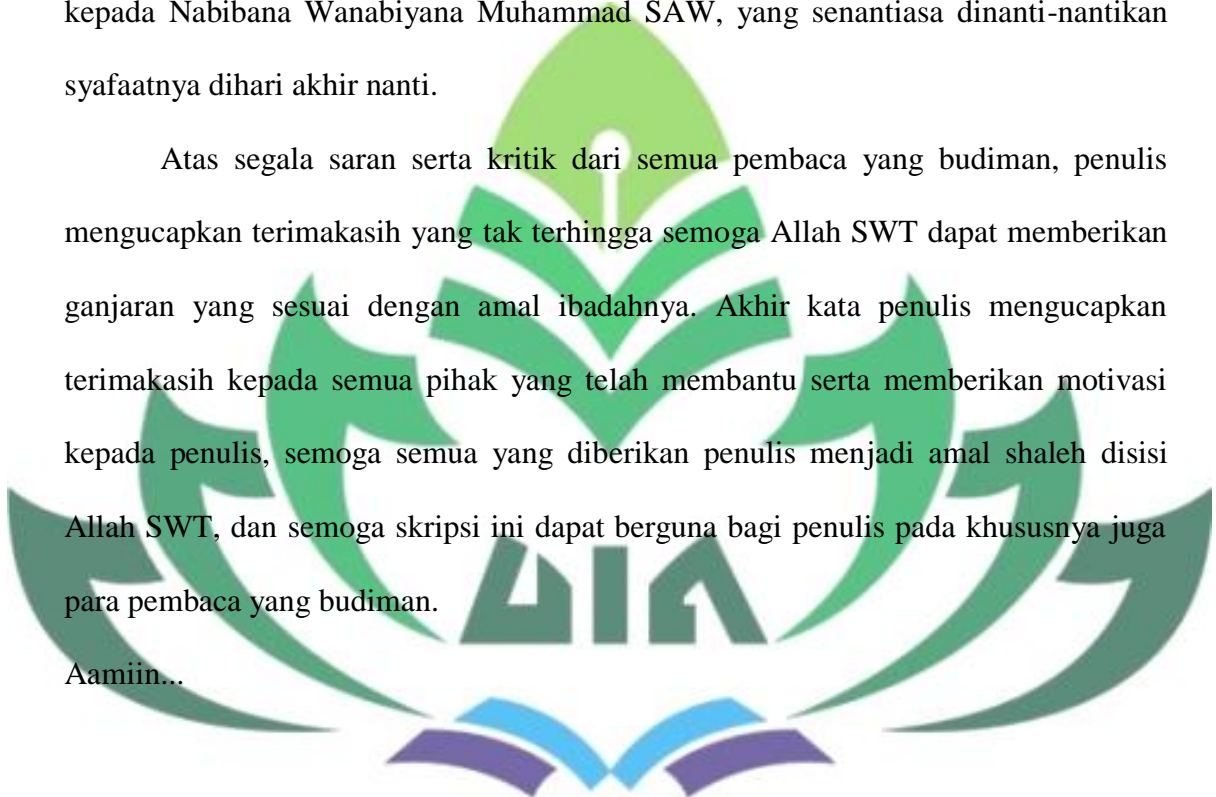 kepada Nabibana Wanabiyana Muhammad SAW, yang senantiasa dinanti-nantikan
syafaatnya dihari akhir nanti.
Atas segala saran serta kritik dari semua pembaca yang budiman, penulis
mengucapkan terimakasih yang tak terhingga semoga Allah SWT dapat memberikan
ganjaran yang sesuai dengan amal ibadahnya. Akhir kata penulis mengucapkan
terimakasih kepada semua pihak yang telah membantu serta memberikan motivasi
kepada penulis, semoga semua yang diberikan penulis menjadi amal shaleh disisi
Allah SWT, dan semoga skripsi ini dapat berguna bagi penulis pada khususnya juga
para pembaca yang budiman.
UIN
Aamiin...